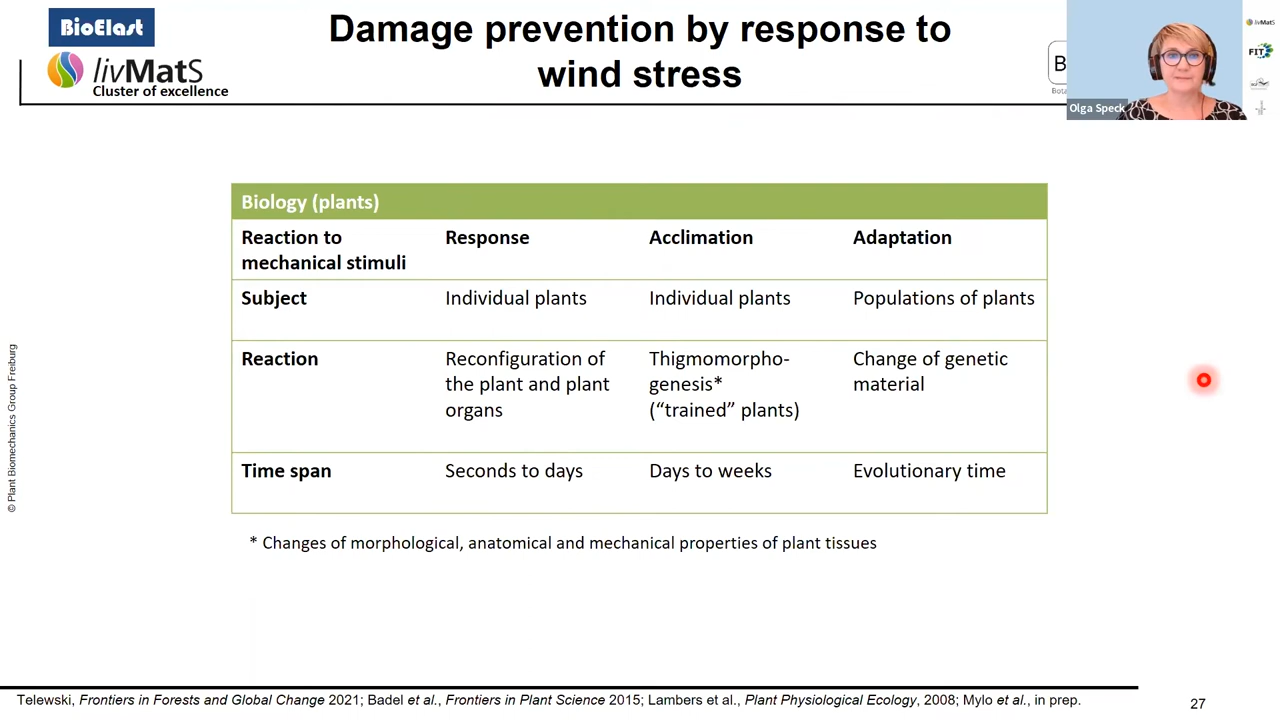 BioElast
livMatS
Cluster of excellence
Damage prevention by response to
wind stress
B
Olga Speck
livMatS
FIT
Biology (plants)
Reaction to
mechanical stimuli
Response
Acclimation
Adaptation
Subject
Individual plants
Individual plants
Populations of plants
Reaction
Reconfiguration of
the plant and plant
organs
Thigmomorpho-
genesis*
(“trained” plants)
Change of genetic
material
Time span
Seconds to days
Days to weeks
Evolutionary time
* Changes of morphological, anatomical and mechanical properties of plant tissues
© Plant Biomechanics Group Freiburg
Telewski, Frontiers in Forests and Global Change 2021; Badel et al., Frontiers in Plant Science 2015; Lambers et al., Plant Physiological Ecology, 2008; Mylo et al., in prep.
27